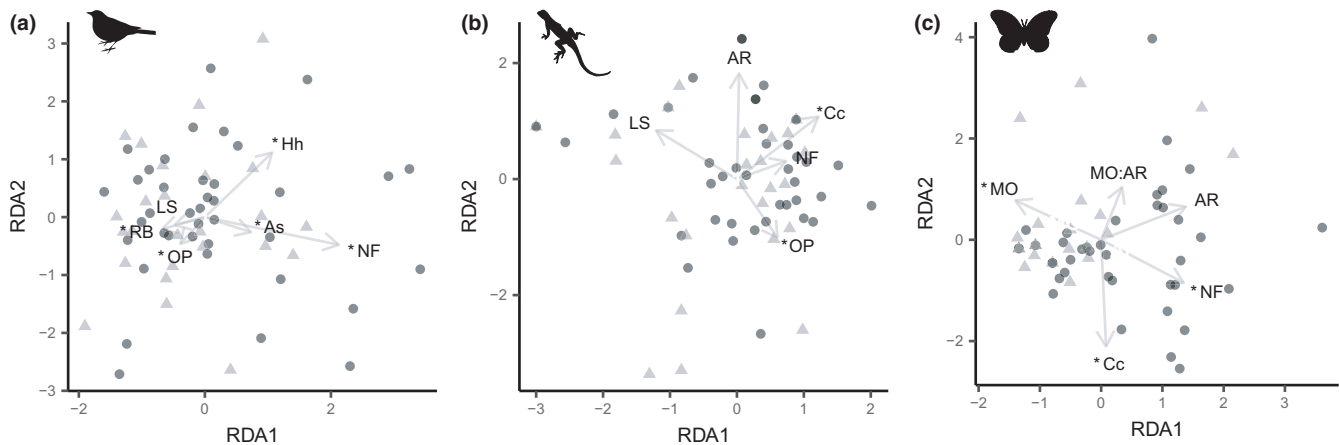 (a)
3
2
1
0
−1
−2
−3
RDA2
* Hh
LS
* RB
* As
* OP
* NF
−2
0
2
RDA1
(b)
2
0
−2
RDA2
AR
LS
*Cc
NF
*OP
−3
−2
−1
0
1
2
RDA1
(c)
4
2
0
−2
RDA2
MO:AR
*MO
AR
* NF
*Cc
−2
−1
0
1
2
3
RDA1